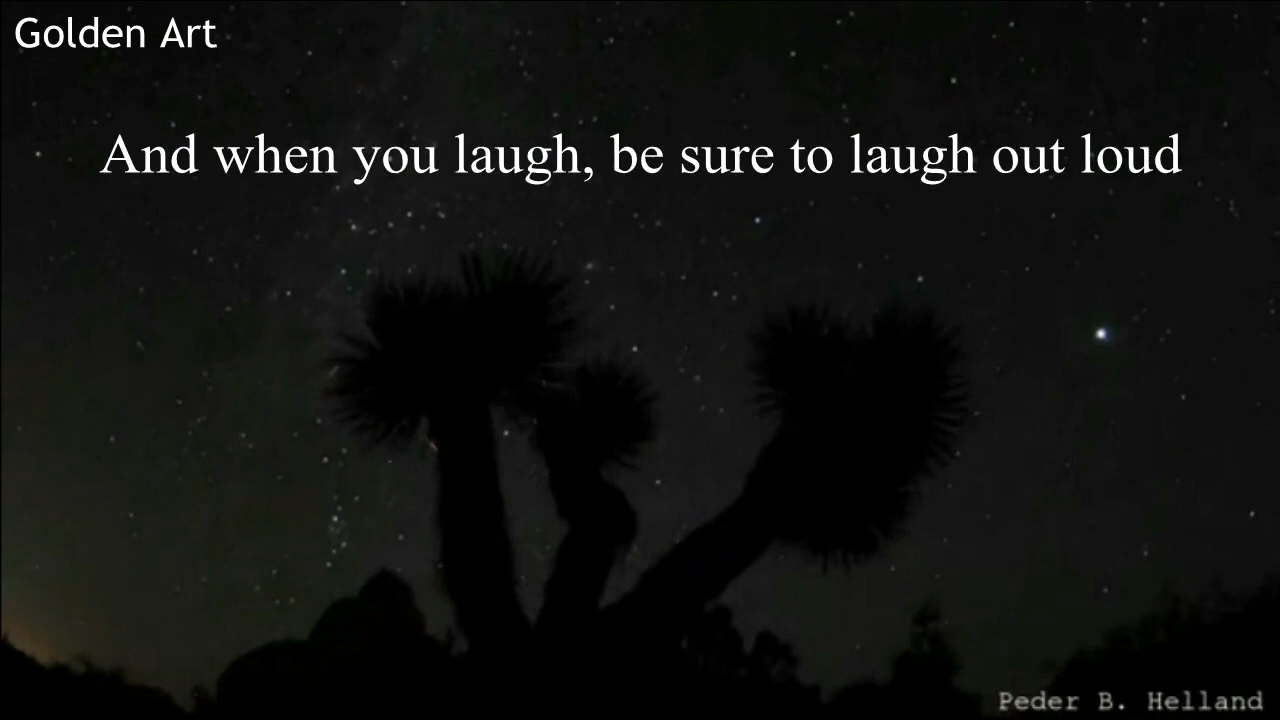 Golden Art
And when you laugh, be sure to laugh out loud
Peder B. Helland